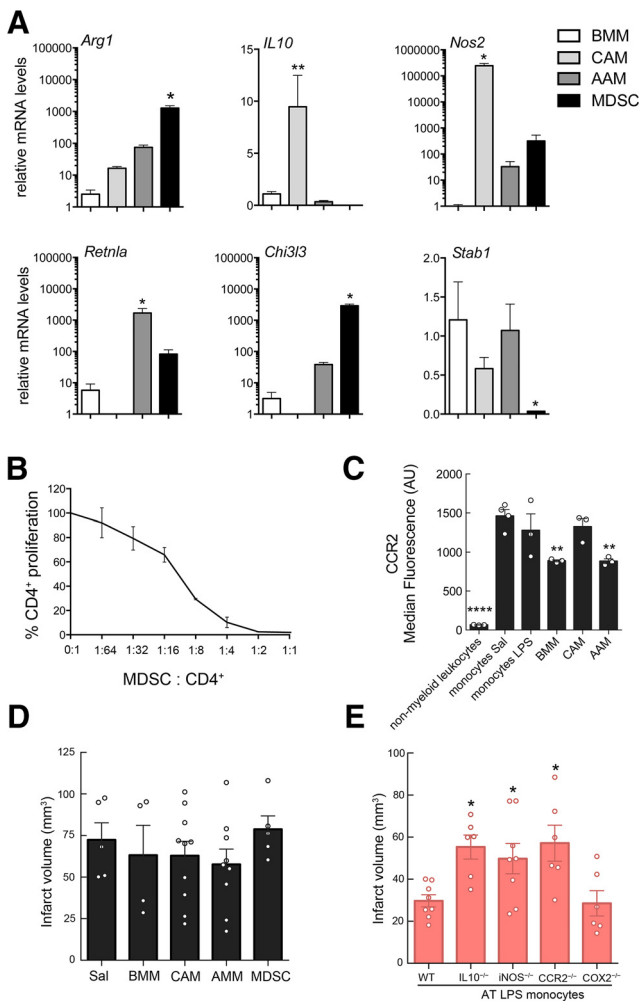 A
Arg1
IL10
Nos2
BMM
CAM
AAM
MDSC
relative mRNA levels
100000
10000
1000
100
10
1
15
10
5
0
1000000
100000
10000
1000
100
10
1
*
**
*
Retnla
Chi3l3
Stab1
relative mRNA levels
100000
10000
1000
100
10
1
100000
10000
1000
100
10
1
2.0
1.5
1.0
0.5
0.0
*
*
*
B
% CD4+ proliferation
120
100
80
60
40
20
0
0:1 1:64 1:32 1:16 1:8 1:4 1:2 1:1
MDSC : CD4+
C
CCR2
Median Fluorescence (AU)
2000
1500
1000
500
0
****
**
**
non-myeloid leukocytes
monocytes Sal
monocytes LPS
BMM
CAM
AAM
D
Infarct volume (mm³)
125
100
75
50
25
0
Sal BMM CAM AMM MDSC
E
Infarct volume (mm³)
100
80
60
40
20
0
* * *
WT IL10-/- iNOS-/- CCR2-/- COX2-/-
AT LPS monocytes